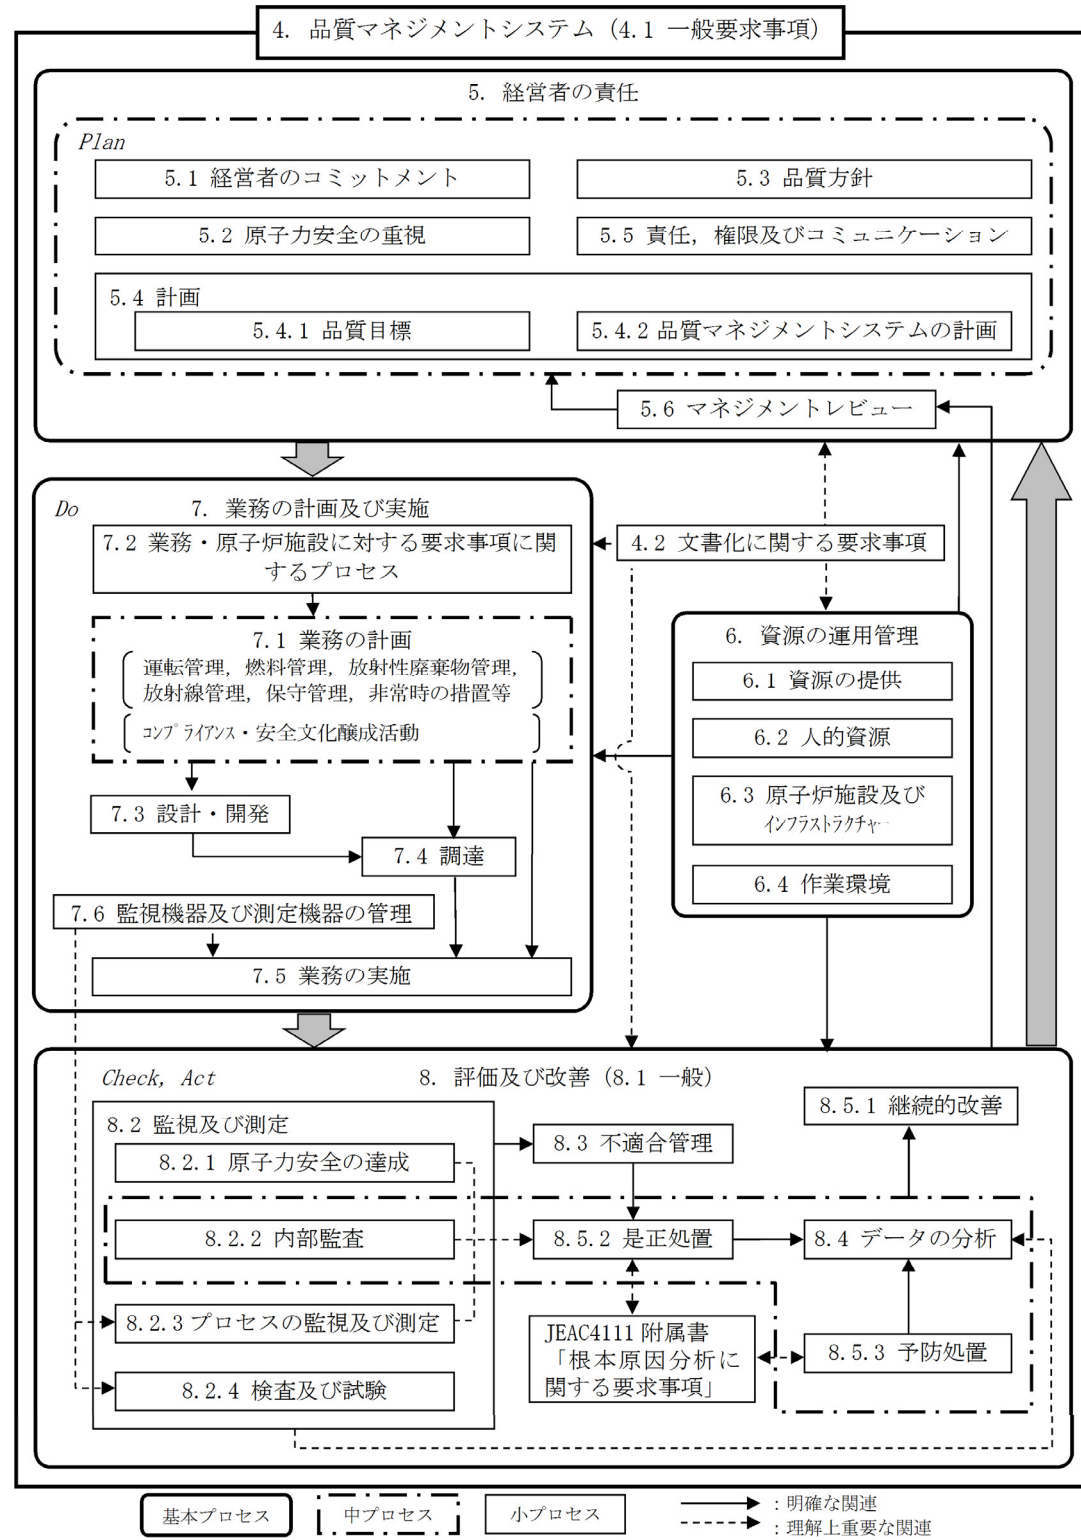 4. 品質マネジメントシステム（4.1 一般要求事項）
5. 経営者の責任
Plan
5.1 経営者のコミットメント
5.3 品質方針
5.2 原子力安全の重視
5.5 責任，権限及びコミュニケーション
5.4 計画
5.4.1 品質目標
5.4.2 品質マネジメントシステムの計画
5.6 マネジメントレビュー
Do
7. 業務の計画及び実施
7.2 業務・原子炉施設に対する要求事項に関
するプロセス
4.2 文書化に関する要求事項
7.1 業務の計画
運転管理，燃料管理，放射性廃棄物管理，
放射線管理，保守管理，非常時の措置等
コンプライアンス・安全文化醸成活動
6. 資源の運用管理
6.1 資源の提供
6.2 人的資源
6.3 原子炉施設及び
インフラストラクチャー
6.4 作業環境
7.3 設計・開発
7.4 調達
7.6 監視機器及び測定機器の管理
7.5 業務の実施
Check, Act
8. 評価及び改善（8.1 一般）
8.2 監視及び測定
8.2.1 原子力安全の達成
8.3 不適合管理
8.5.1 継続的改善
8.2.2 内部監査
8.5.2 是正処置
8.4 データの分析
8.2.3 プロセスの監視及び測定
JEAC4111 附属書
「根本原因分析に
関する要求事項」
8.5.3 予防処置
8.2.4 検査及び試験
基本プロセス
中プロセス
小プロセス
：明確な関連
：理解上重要な関連